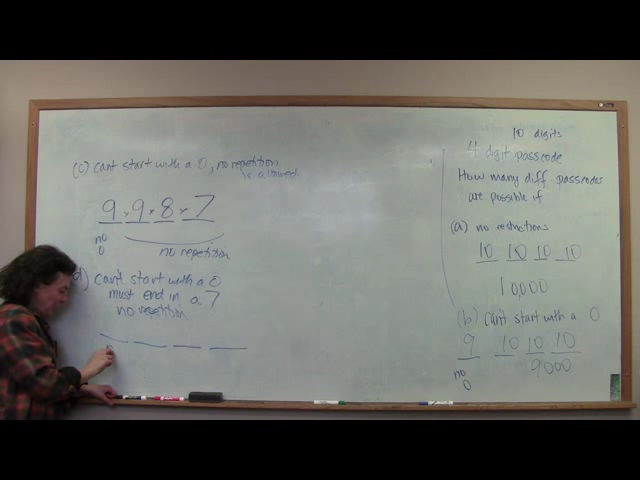 10 digits
4 digit passcode
How many diff passcodes
are possible if
(a) no restrictions
10 10 10 10
10,000
(b) Can't start with a 0
9 10 10 10
no
0
9000
(c) can't start with a 0, no repetition
is allowed
9 × 9 × 8 × 7
no
0
no repetition
d) can't start with a 0
must end in a 7
no repetition